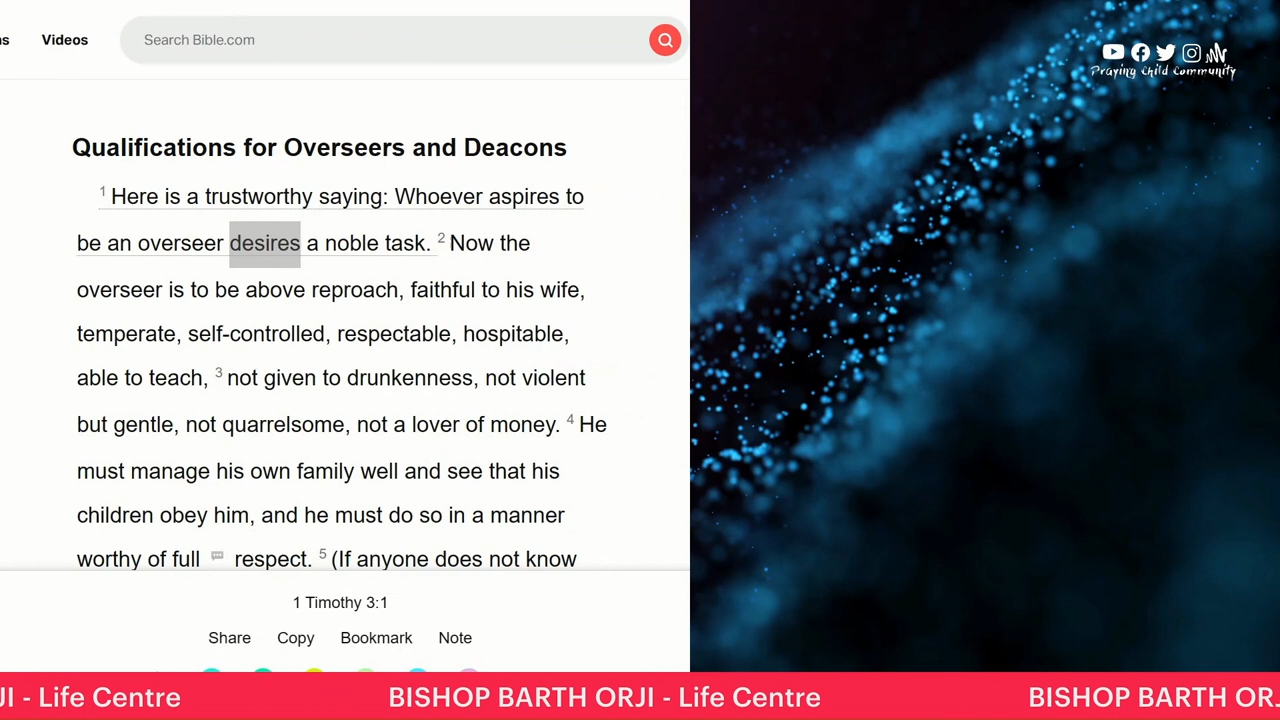 Videos
Search Bible.com
Praying Child Community
Qualifications for Overseers and Deacons
1 Here is a trustworthy saying: Whoever aspires to
be an overseer desires a noble task. 2 Now the
overseer is to be above reproach, faithful to his wife,
temperate, self-controlled, respectable, hospitable,
able to teach, 3 not given to drunkenness, not violent
but gentle, not quarrelsome, not a lover of money. 4 He
must manage his own family well and see that his
children obey him, and he must do so in a manner
worthy of full respect. 5 (If anyone does not know
1 Timothy 3:1
Share Copy Bookmark Note
JI - Life Centre BISHOP BARTH ORJI - Life Centre BISHOP BARTH OR